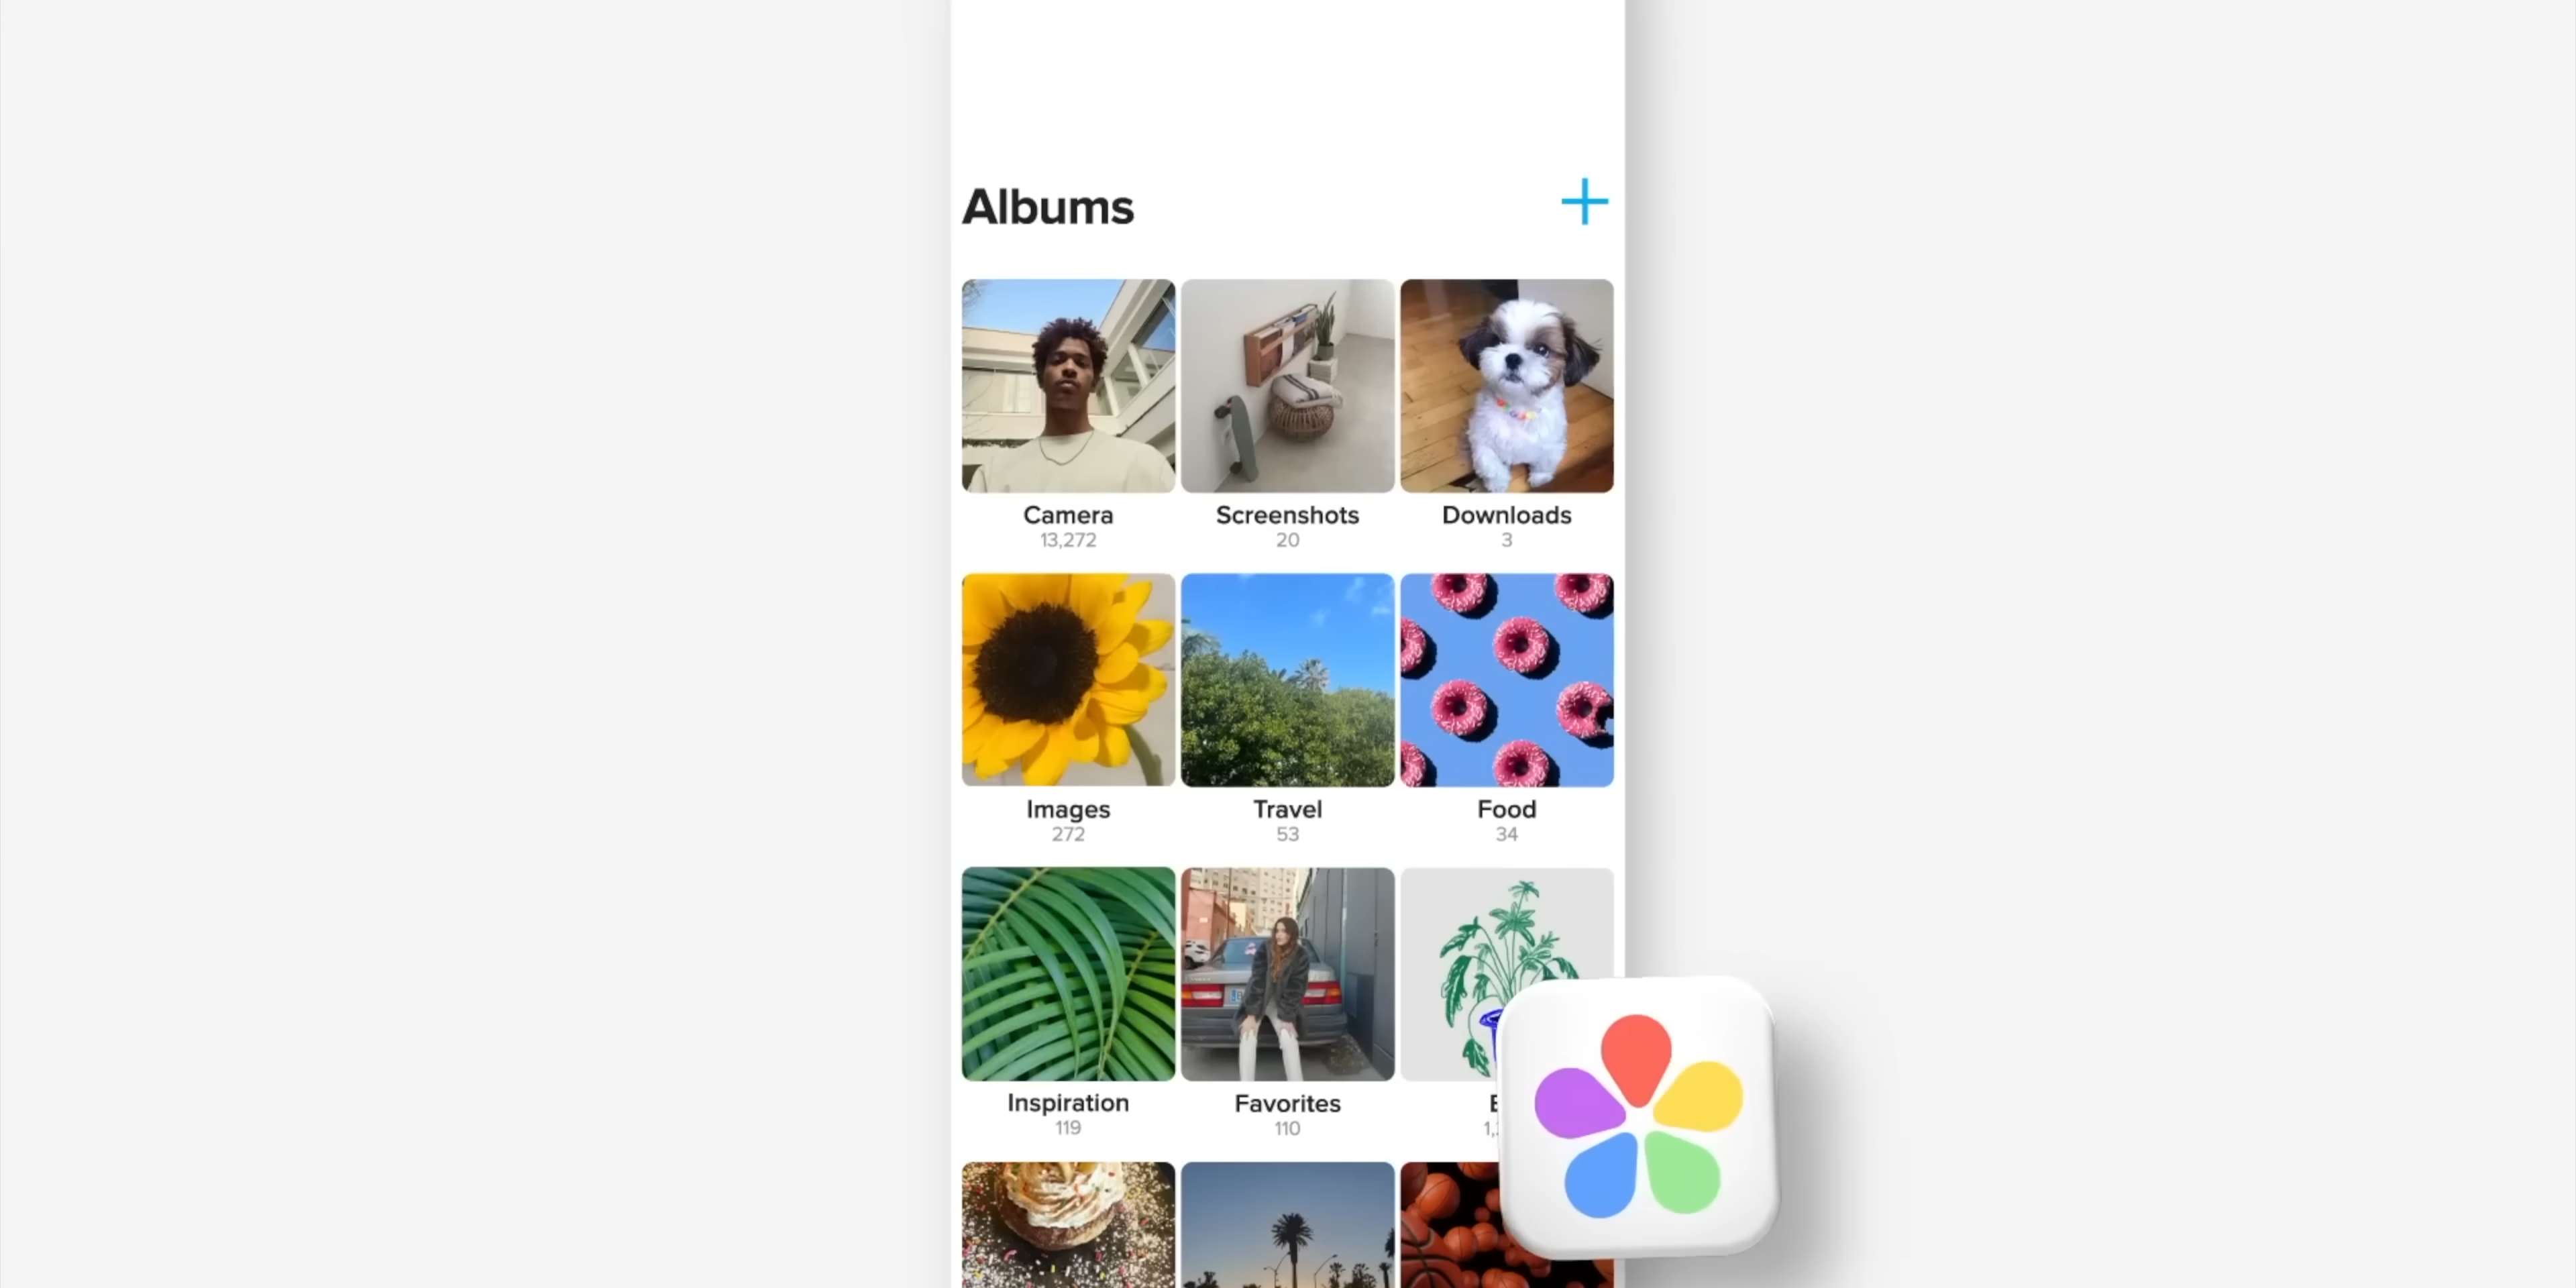 Albums
Camera
13,272
Screenshots
20
Downloads
3
Images
272
Travel
53
Food
34
Inspiration
119
Favorites
110